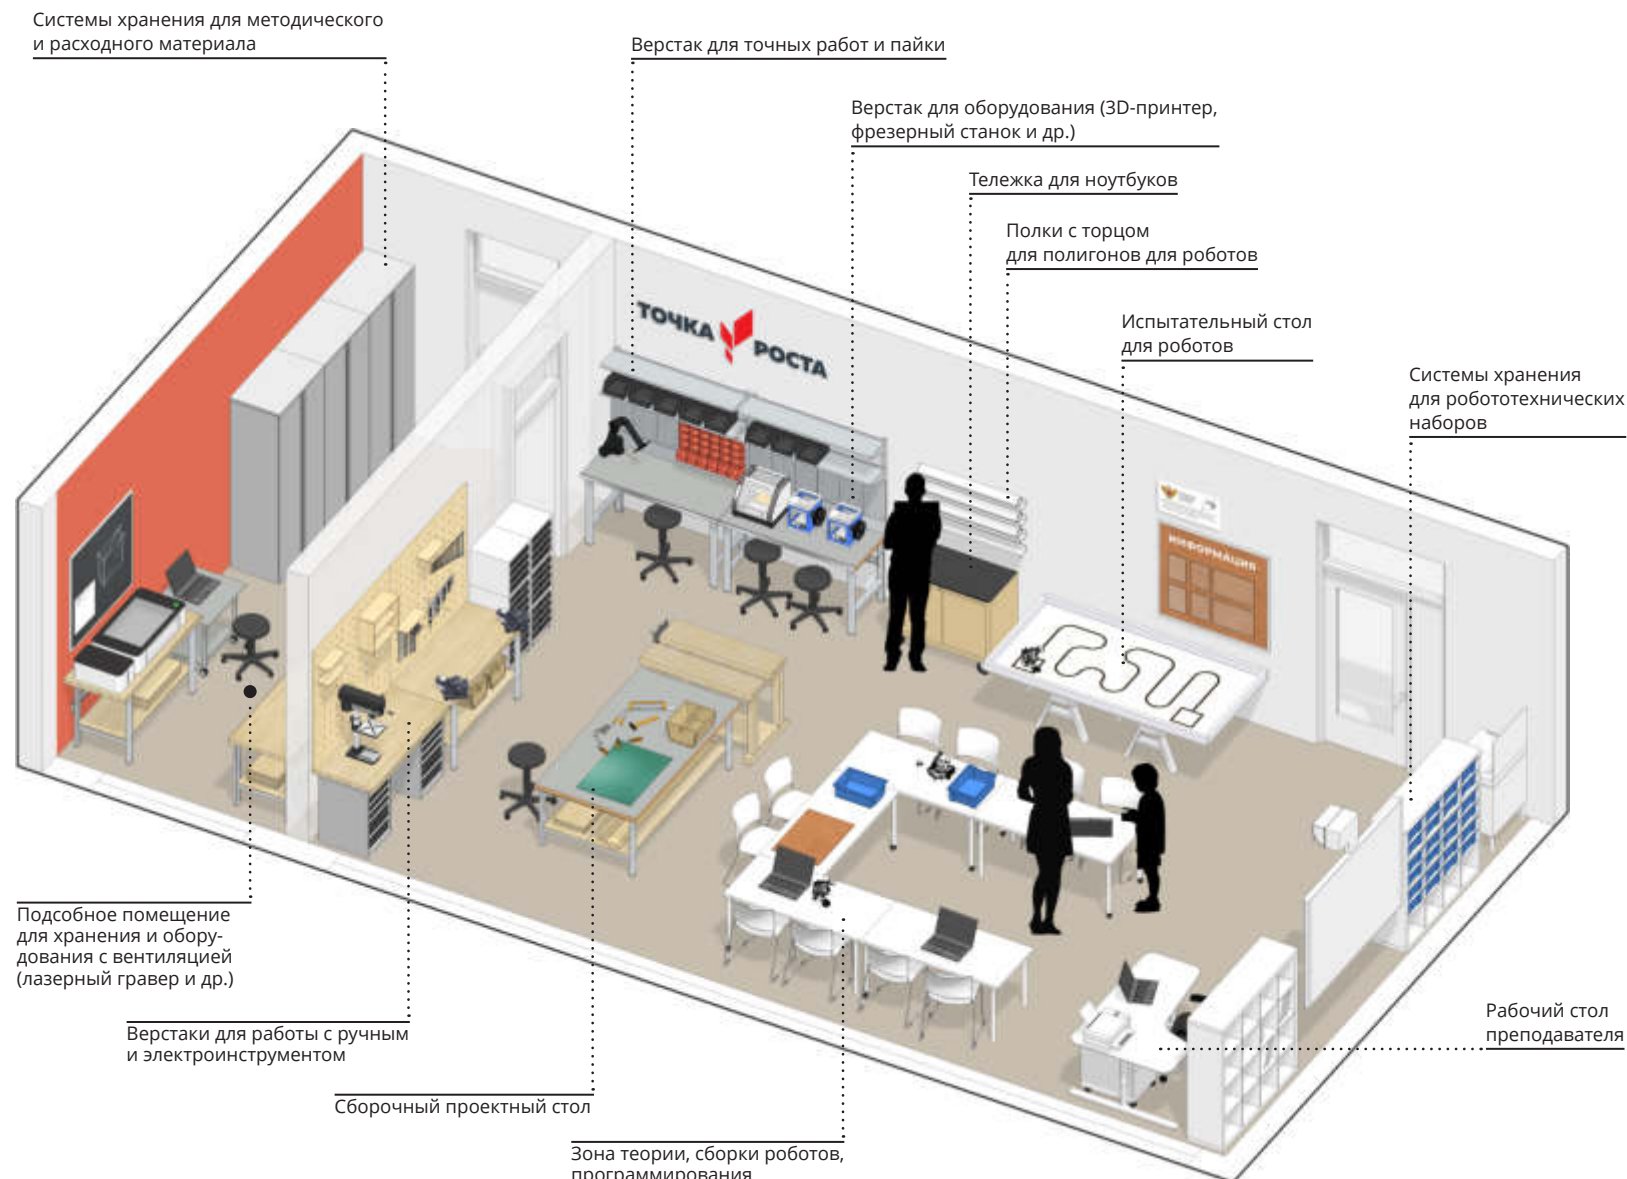 Системы хранения для методического
и расходного материала
Верстак для точных работ и пайки
Верстак для оборудования (3D-принтер,
фрезерный станок и др.)
Тележка для ноутбуков
Полки с торцом
для полигонов для роботов
Испытательный стол
для роботов
Системы хранения
для робототехнических
наборов
ТОЧКА
РОСТА
ИНФОРМАЦИЯ
Подсобное помещение
для хранения и обору-
дования с вентиляцией
(лазерный гравер и др.)
Верстаки для работы с ручным
и электроинструментом
Сборочный проектный стол
Зона теории, сборки роботов,
программирования
Рабочий стол
преподавателя